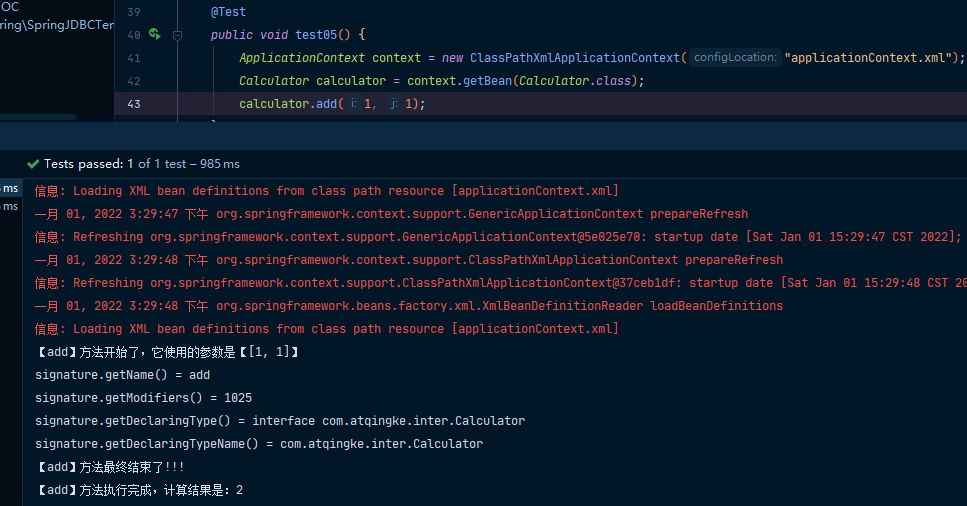 OC
ring\SpringJDBCTer
39 @Test
40 public void test05() {
41 ApplicationContext context = new ClassPathXmlApplicationContext( configLocation: "applicationContext.xml");
42 Calculator calculator = context.getBean(Calculator.class);
43 calculator.add( i: 1, j: 1);
Tests passed: 1 of 1 test – 985 ms
ms
ms
信息: Loading XML bean definitions from class path resource [applicationContext.xml]
一月 01, 2022 3:29:47 下午 org.springframework.context.support.GenericApplicationContext prepareRefresh
信息: Refreshing org.springframework.context.support.GenericApplicationContext@5e025e70: startup date [Sat Jan 01 15:29:47 CST 2022];
一月 01, 2022 3:29:48 下午 org.springframework.context.support.ClassPathXmlApplicationContext prepareRefresh
信息: Refreshing org.springframework.context.support.ClassPathXmlApplicationContext@37ceb1df: startup date [Sat Jan 01 15:29:48 CST 20
一月 01, 2022 3:29:48 下午 org.springframework.beans.factory.xml.XmlBeanDefinitionReader loadBeanDefinitions
信息: Loading XML bean definitions from class path resource [applicationContext.xml]
【add】方法开始了，它使用的参数是【[1, 1]】
signature.getName() = add
signature.getModifiers() = 1025
signature.getDeclaringType() = interface com.atqingke.inter.Calculator
signature.getDeclaringTypeName() = com.atqingke.inter.Calculator
【add】方法最终结束了!!!
【add】方法执行完成，计算结果是：2